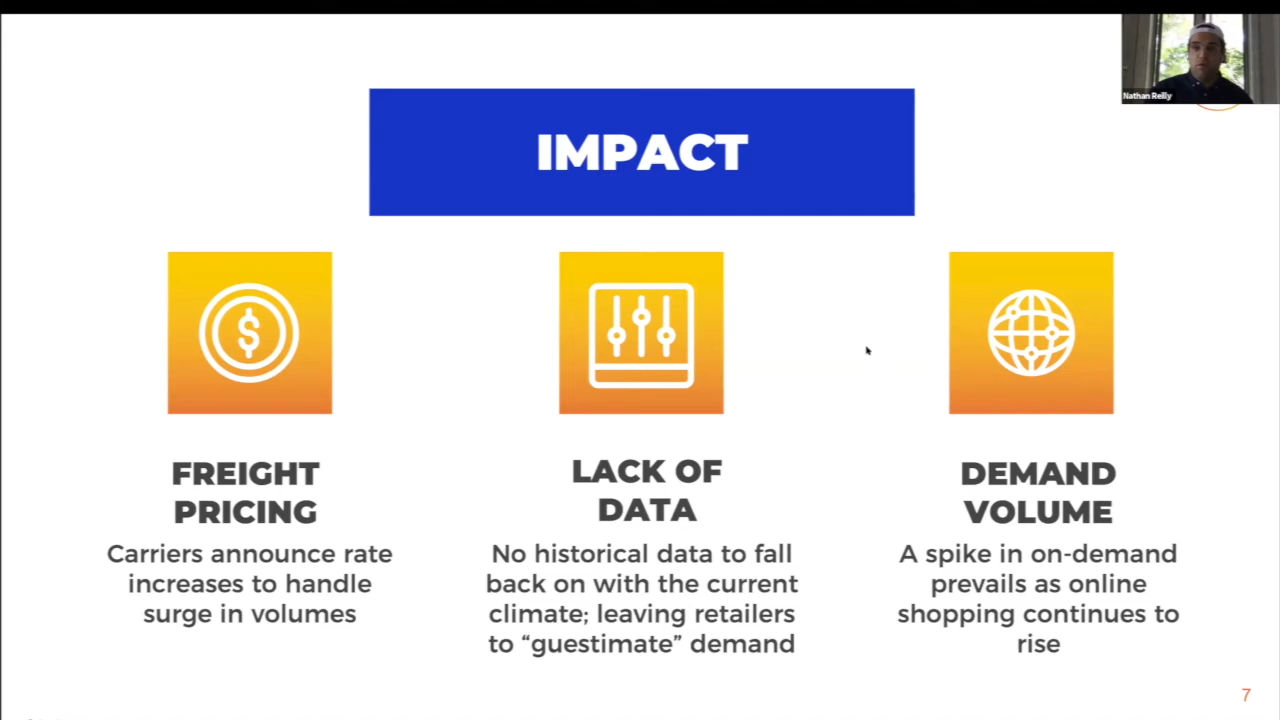 Nathan Reilly
IMPACT
FREIGHT
PRICING
Carriers announce rate
increases to handle
surge in volumes
LACK OF
DATA
No historical data to fall
back on with the current
climate; leaving retailers
to “guestimate” demand
DEMAND
VOLUME
A spike in on-demand
prevails as online
shopping continues to
rise
7